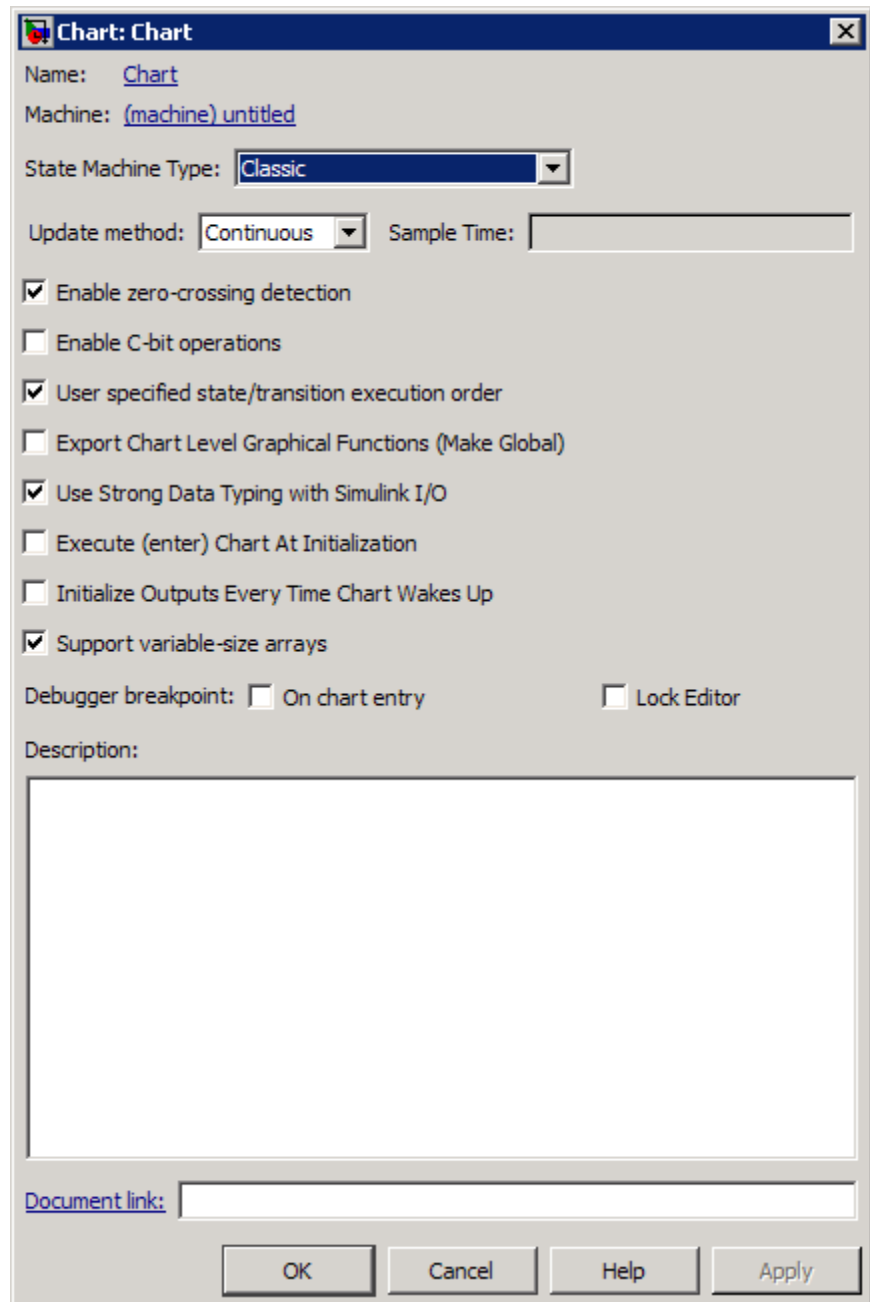 Chart: Chart
Name: Chart
Machine: (machine) untitled
State Machine Type: Classic
Update method: Continuous Sample Time:
Enable zero-crossing detection
Enable C-bit operations
User specified state/transition execution order
Export Chart Level Graphical Functions (Make Global)
Use Strong Data Typing with Simulink I/O
Execute (enter) Chart At Initialization
Initialize Outputs Every Time Chart Wakes Up
Support variable-size arrays
Debugger breakpoint: On chart entry Lock Editor
Description:
Document link:
OK Cancel Help Apply